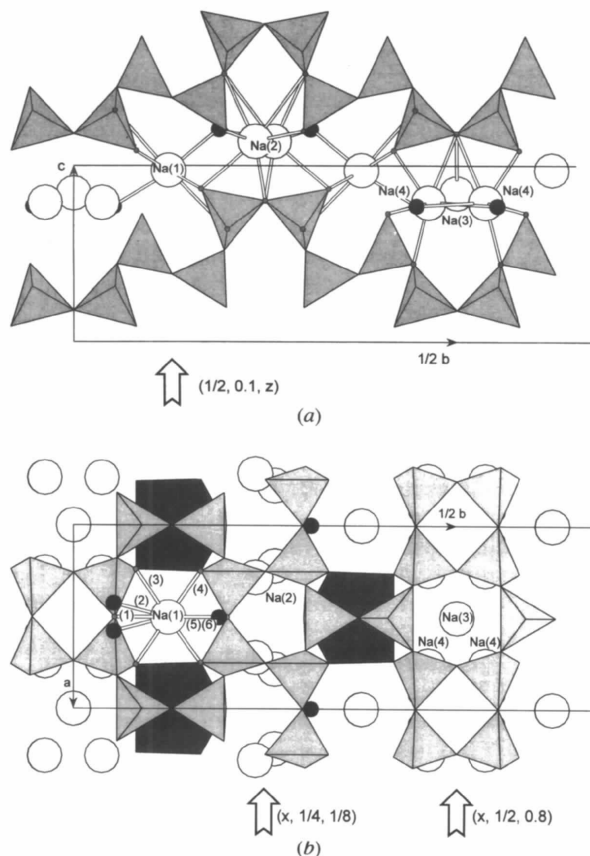 c
Na(1)
Na(2)
Na(4)
Na(4)
Na(3)
1/2 b
(1/2, 0.1, z)
(a)
1/2 b
(3)
(4)
(2)
Na(1)
Na(2)
(1)
(5)(6)
Na(3)
Na(4)
Na(4)
a
(x, 1/4, 1/8)
(x, 1/2, 0.8)
(b)